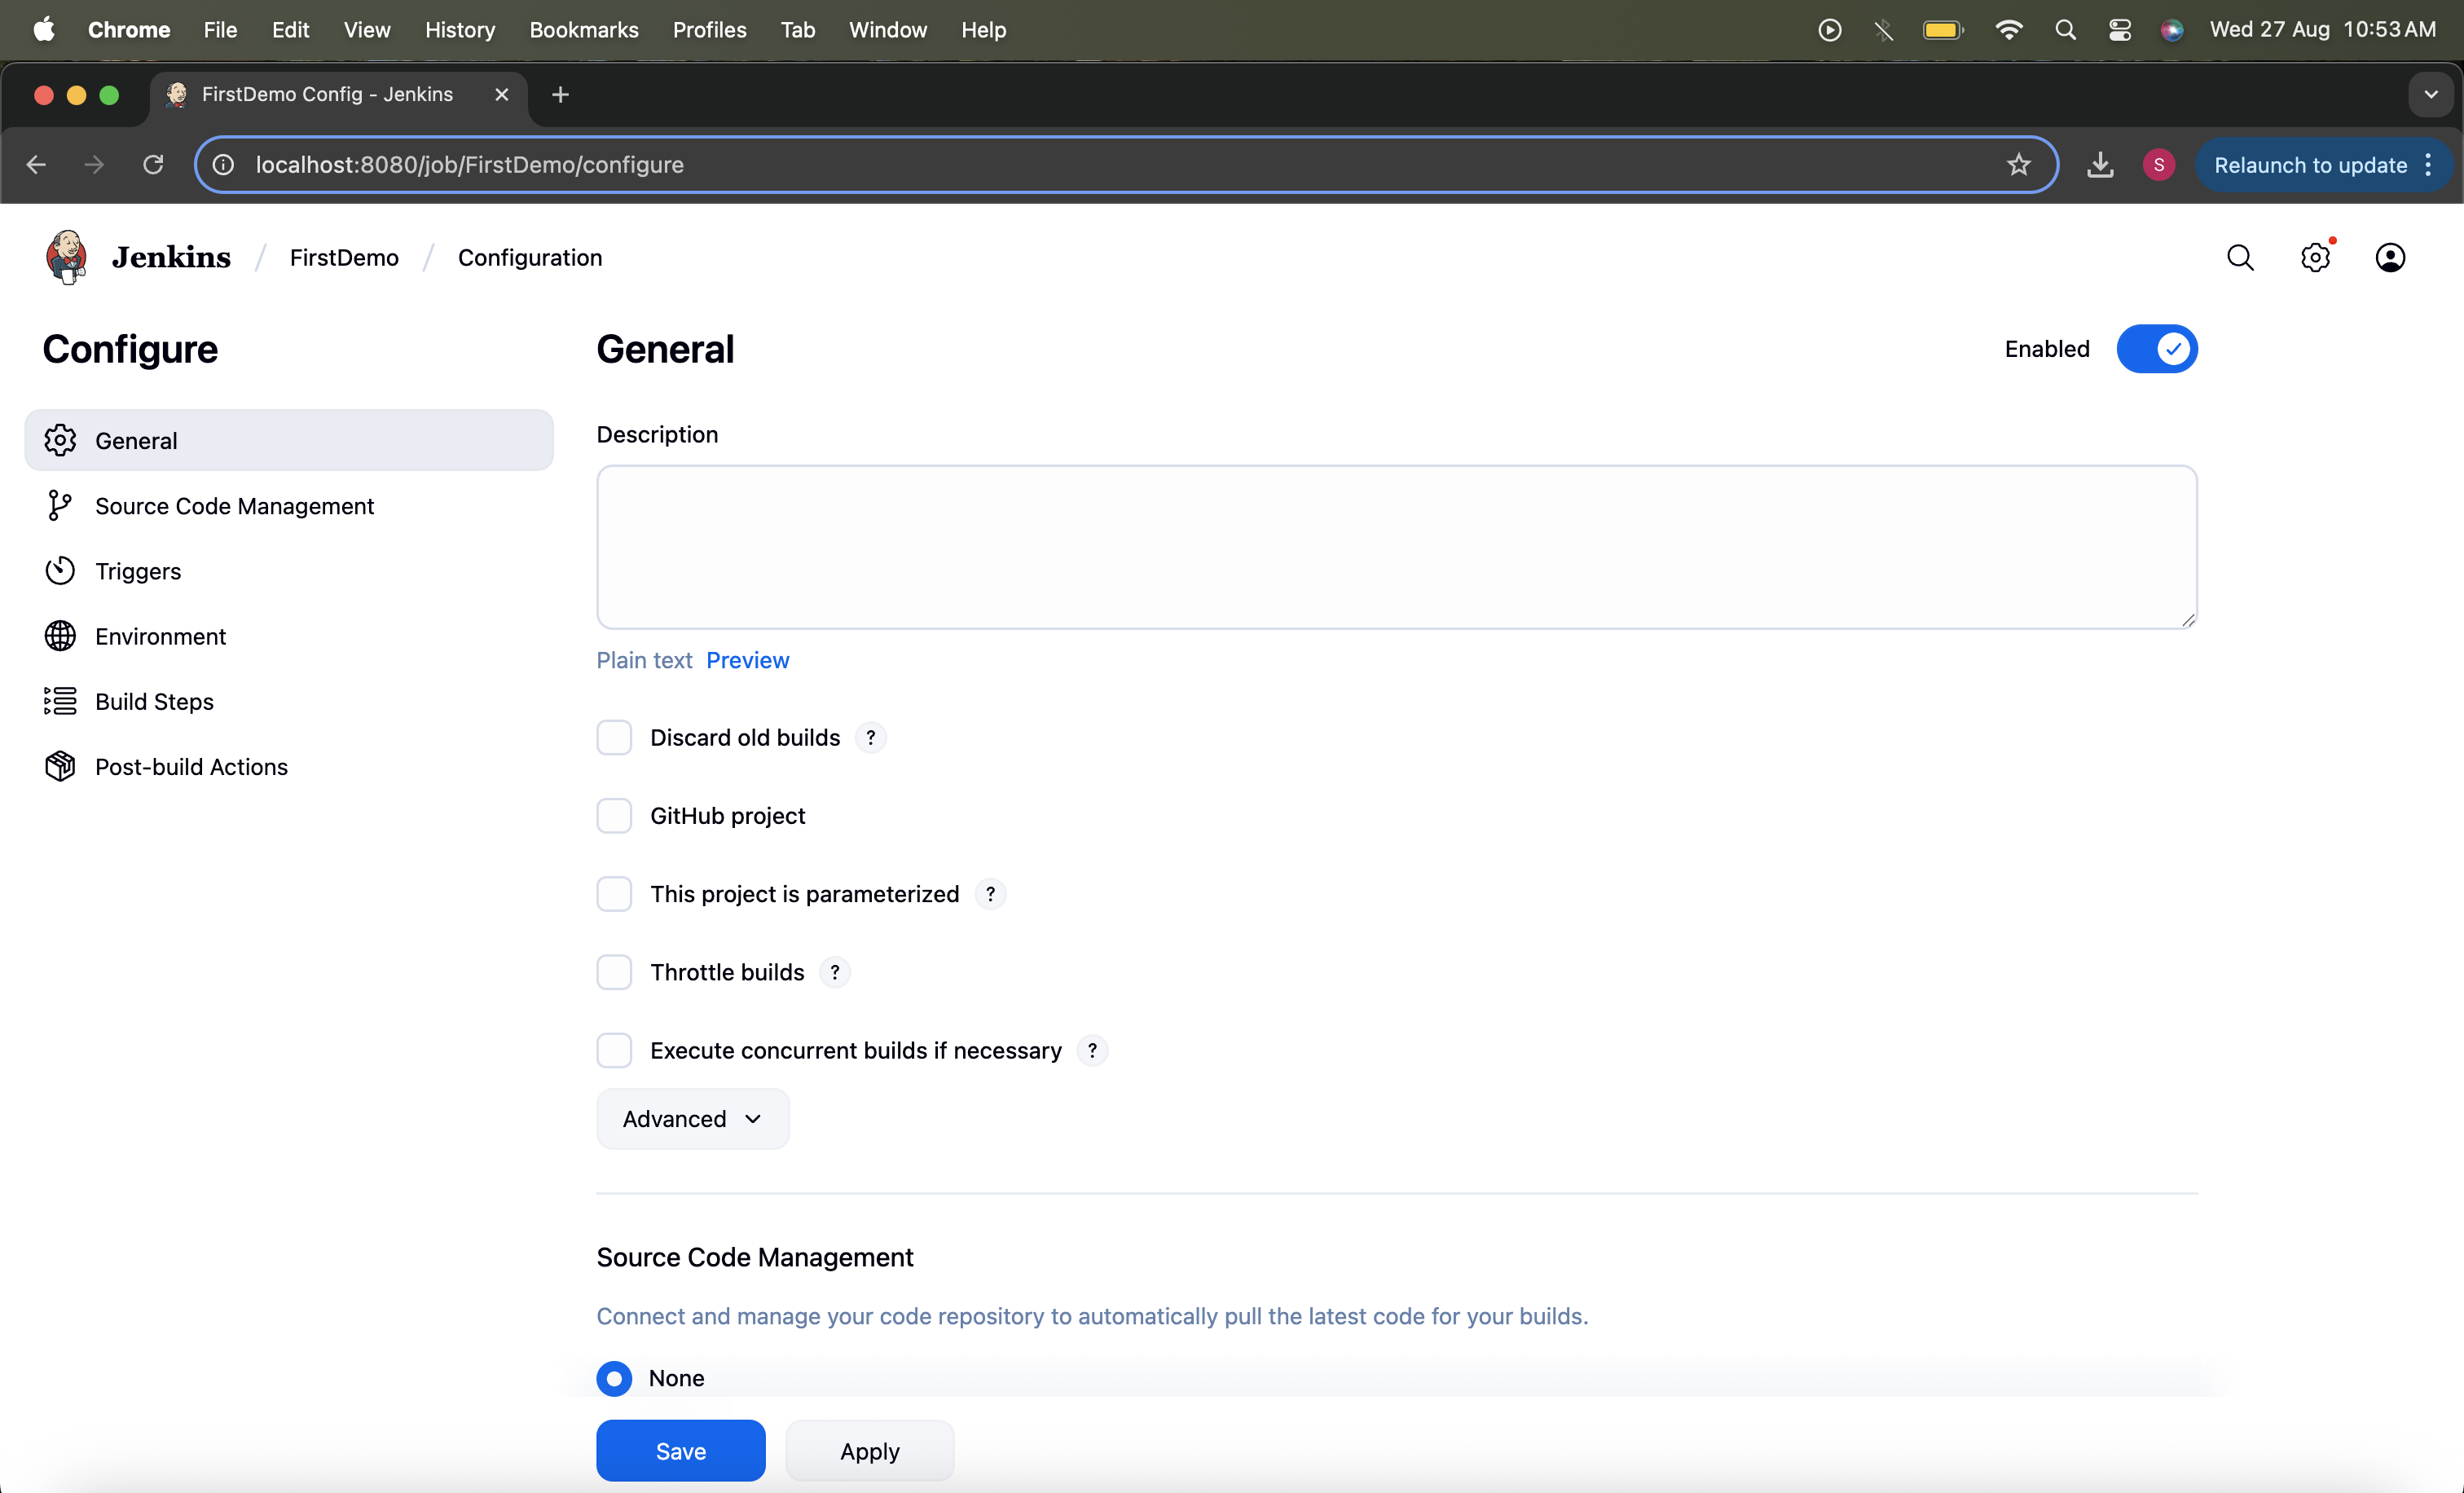 Chrome File Edit View History Bookmarks Profiles Tab Window Help Wed 27 Aug 10:53 AM
FirstDemo Config - Jenkins
localhost:8080/job/FirstDemo/configure S Relaunch to update
Jenkins / FirstDemo / Configuration
Configure
General
Source Code Management
Triggers
Environment
Build Steps
Post-build Actions
General Enabled
Description
Plain text Preview
Discard old builds ?
GitHub project
This project is parameterized ?
Throttle builds ?
Execute concurrent builds if necessary ?
Advanced
Source Code Management
Connect and manage your code repository to automatically pull the latest code for your builds.
None
Save Apply